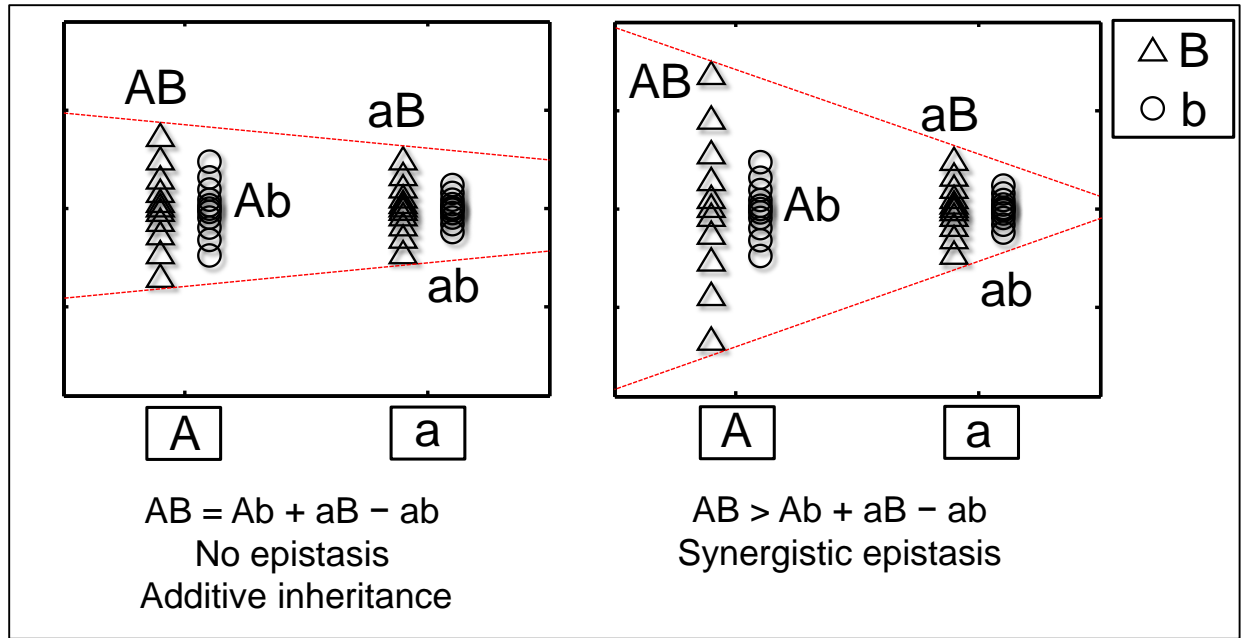 AB
aB
Ab
ab
A
a
AB = Ab + aB − ab
No epistasis
Additive inheritance
AB
aB
Ab
ab
A
a
AB > Ab + aB − ab
Synergistic epistasis
B
b